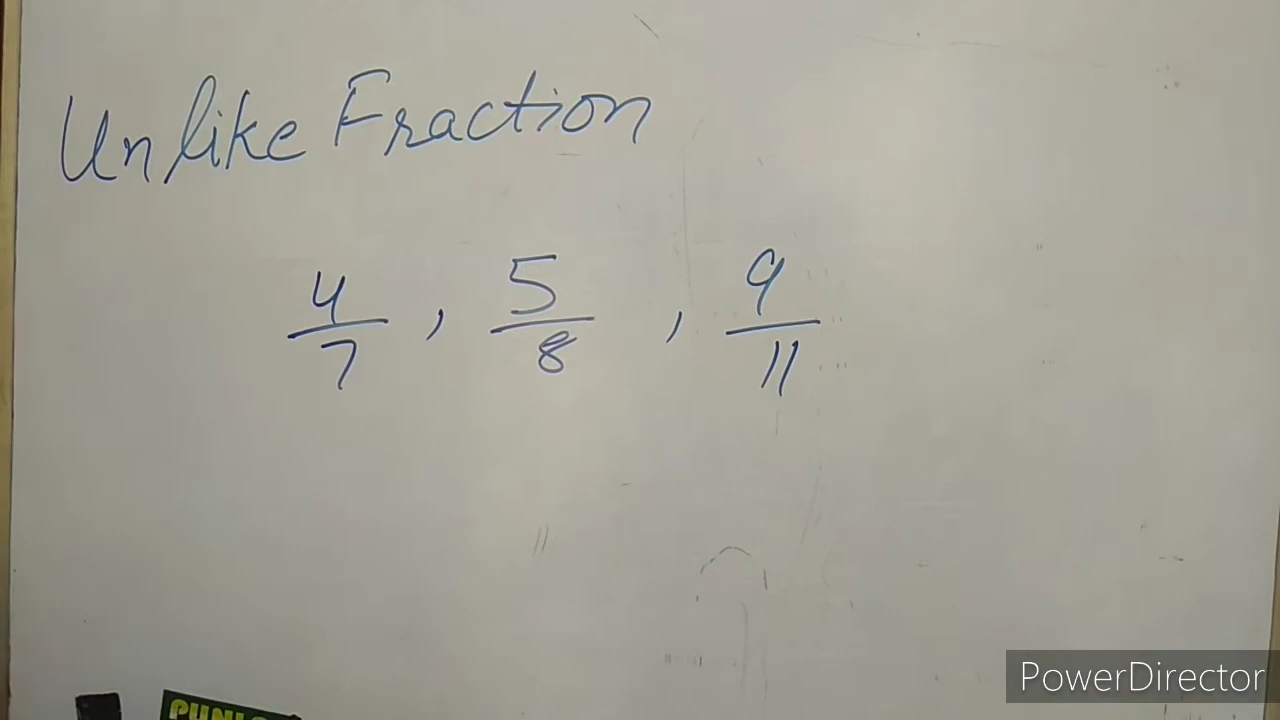 Unlike Fraction
4/7 , 5/8 , 9/11
PowerDirector